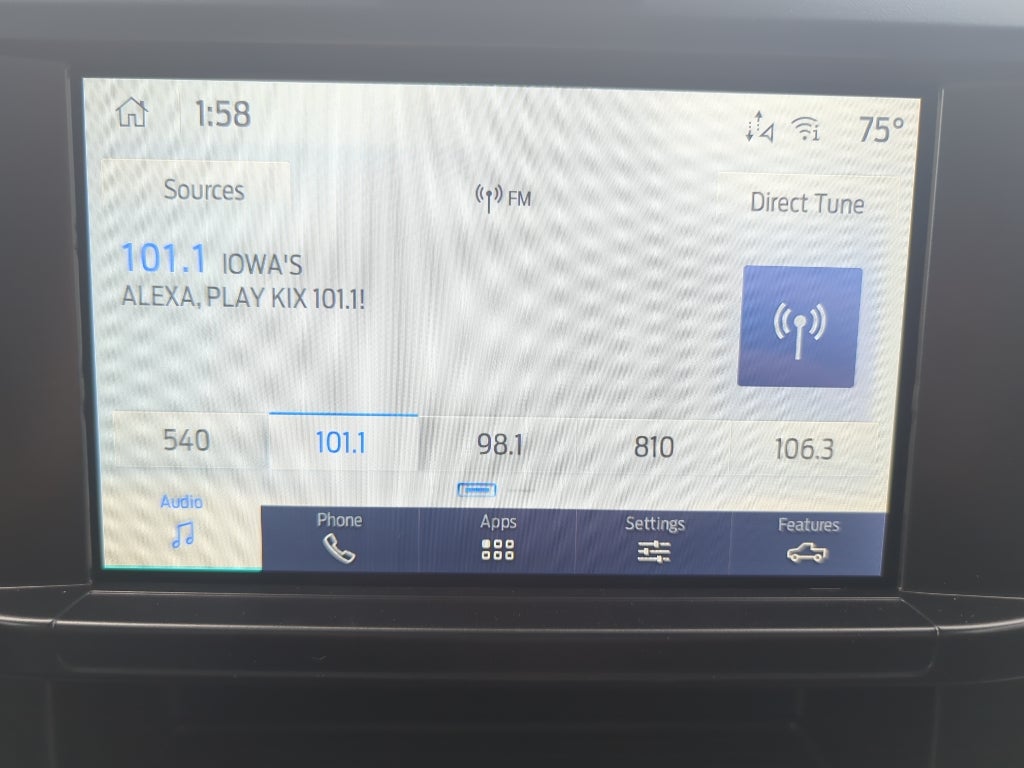 1:58
75°
Sources
FM
Direct Tune
101.1 IOWA'S
ALEXA, PLAY KIX 101.1!
540
101.1
98.1
810
106.3
Audio
Phone
Apps
Settings
Features